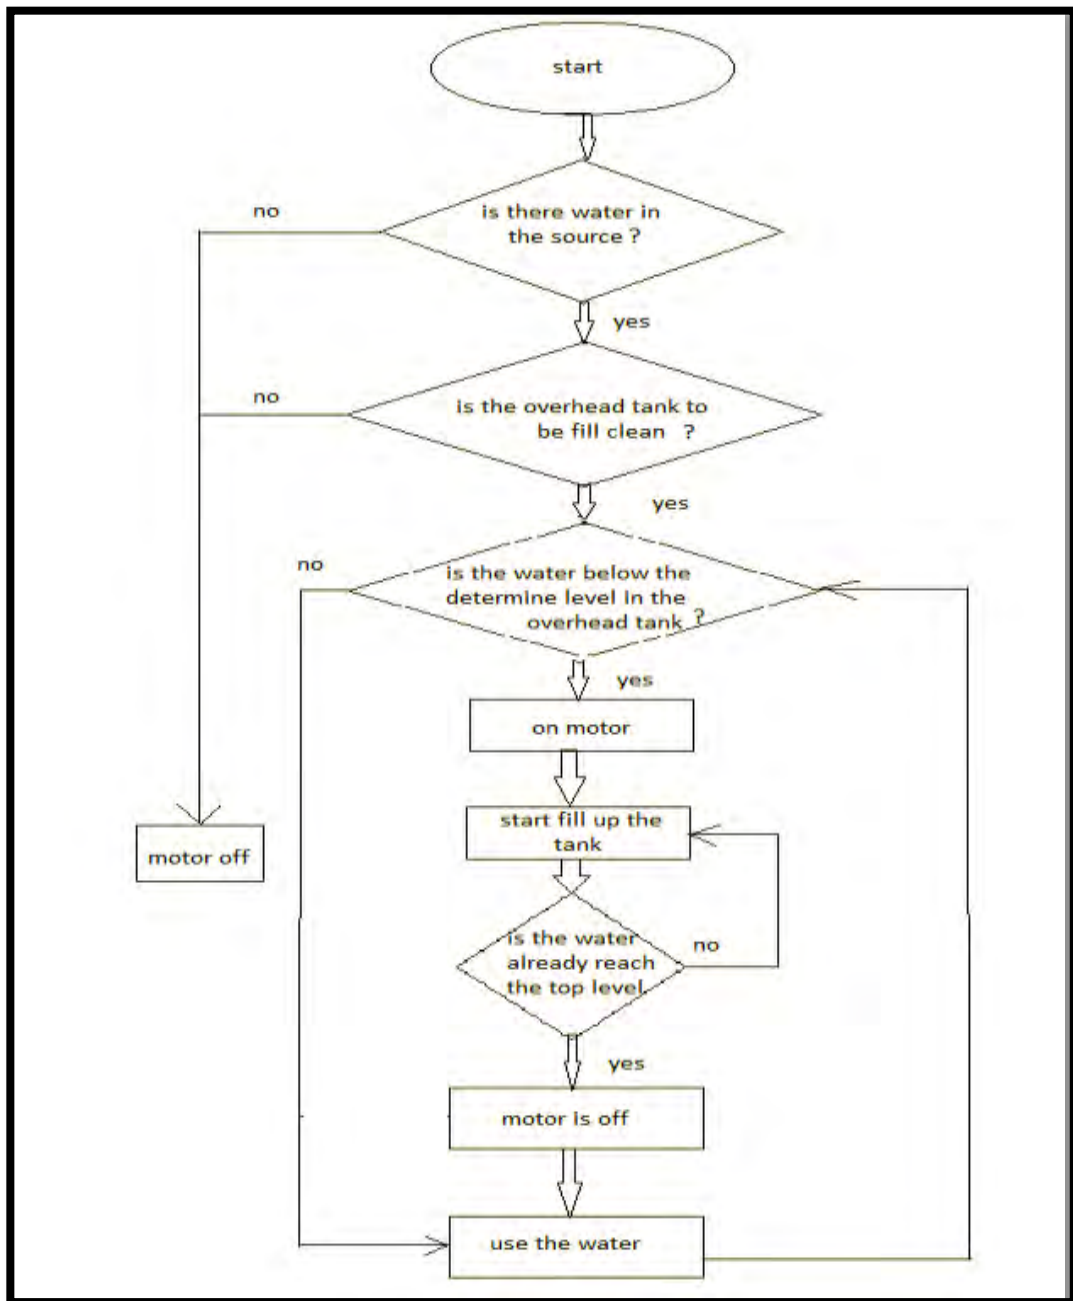 start
is there water in
the source ?
no
yes
is the overhead tank to
be fill clean ?
no
yes
is the water below the
determine level in the
overhead tank ?
no
yes
on motor
start fill up the
tank
motor off
is the water
already reach
the top level
no
yes
motor is off
use the water